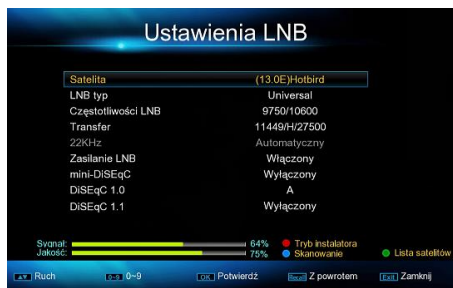 Ustawienia LNB
Satelita (13.0E)Hotbird
LNB typ Universal
Częstotliwości LNB 9750/10600
Transfer 11449/H/27500
22KHz Automatyczny
Zasilanie LNB Włączony
mini-DiSEqC Wyłączony
DiSEqC 1.0 A
DiSEqC 1.1 Wyłączony
Sygnał: 64% Tryb instalatora
Jakość: 75% Skanowanie Lista satelitów
Ruch 0-9 0~9 OK Potwierdź Recall Z powrotem Exit Zamknij